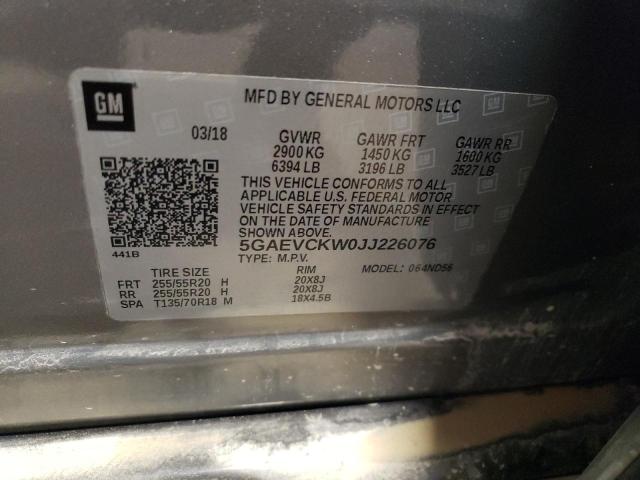 GM
MFD BY GENERAL MOTORS LLC
03/18 GVWR GAWR FRT GAWR RR
2900 KG 1450 KG 1600 KG
6394 LB 3196 LB 3527 LB
THIS VEHICLE CONFORMS TO ALL
APPLICABLE U.S. FEDERAL MOTOR
VEHICLE SAFETY STANDARDS IN EFFECT
ON THE DATE OF MANUFACTURE
SHOWN ABOVE.
5GAEVCKW0JJ226076
441B TYPE: M.P.V. MODEL: 064ND56
TIRE SIZE RIM
FRT 255/55R20 H 20X8J
RR 255/55R20 H 20X8J
SPA T135/70R18 M 18X4.5B